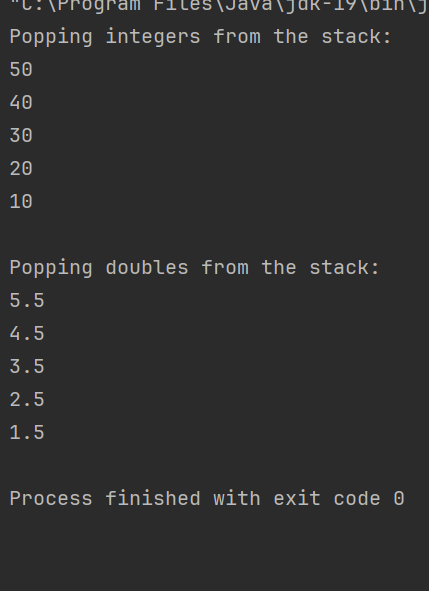 "C:\Program Files\Java\jdk-19\bin\j
Popping integers from the stack:
50
40
30
20
10
Popping doubles from the stack:
5.5
4.5
3.5
2.5
1.5
Process finished with exit code 0